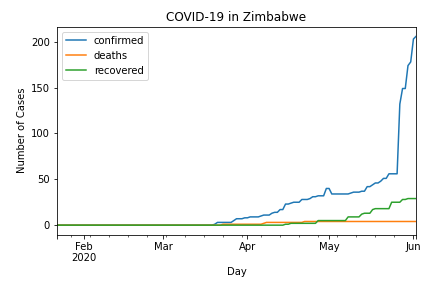 COVID-19 in Zimbabwe
confirmed
deaths
recovered
Number of Cases
200
150
100
50
0
Feb Mar Apr May Jun
2020
Day